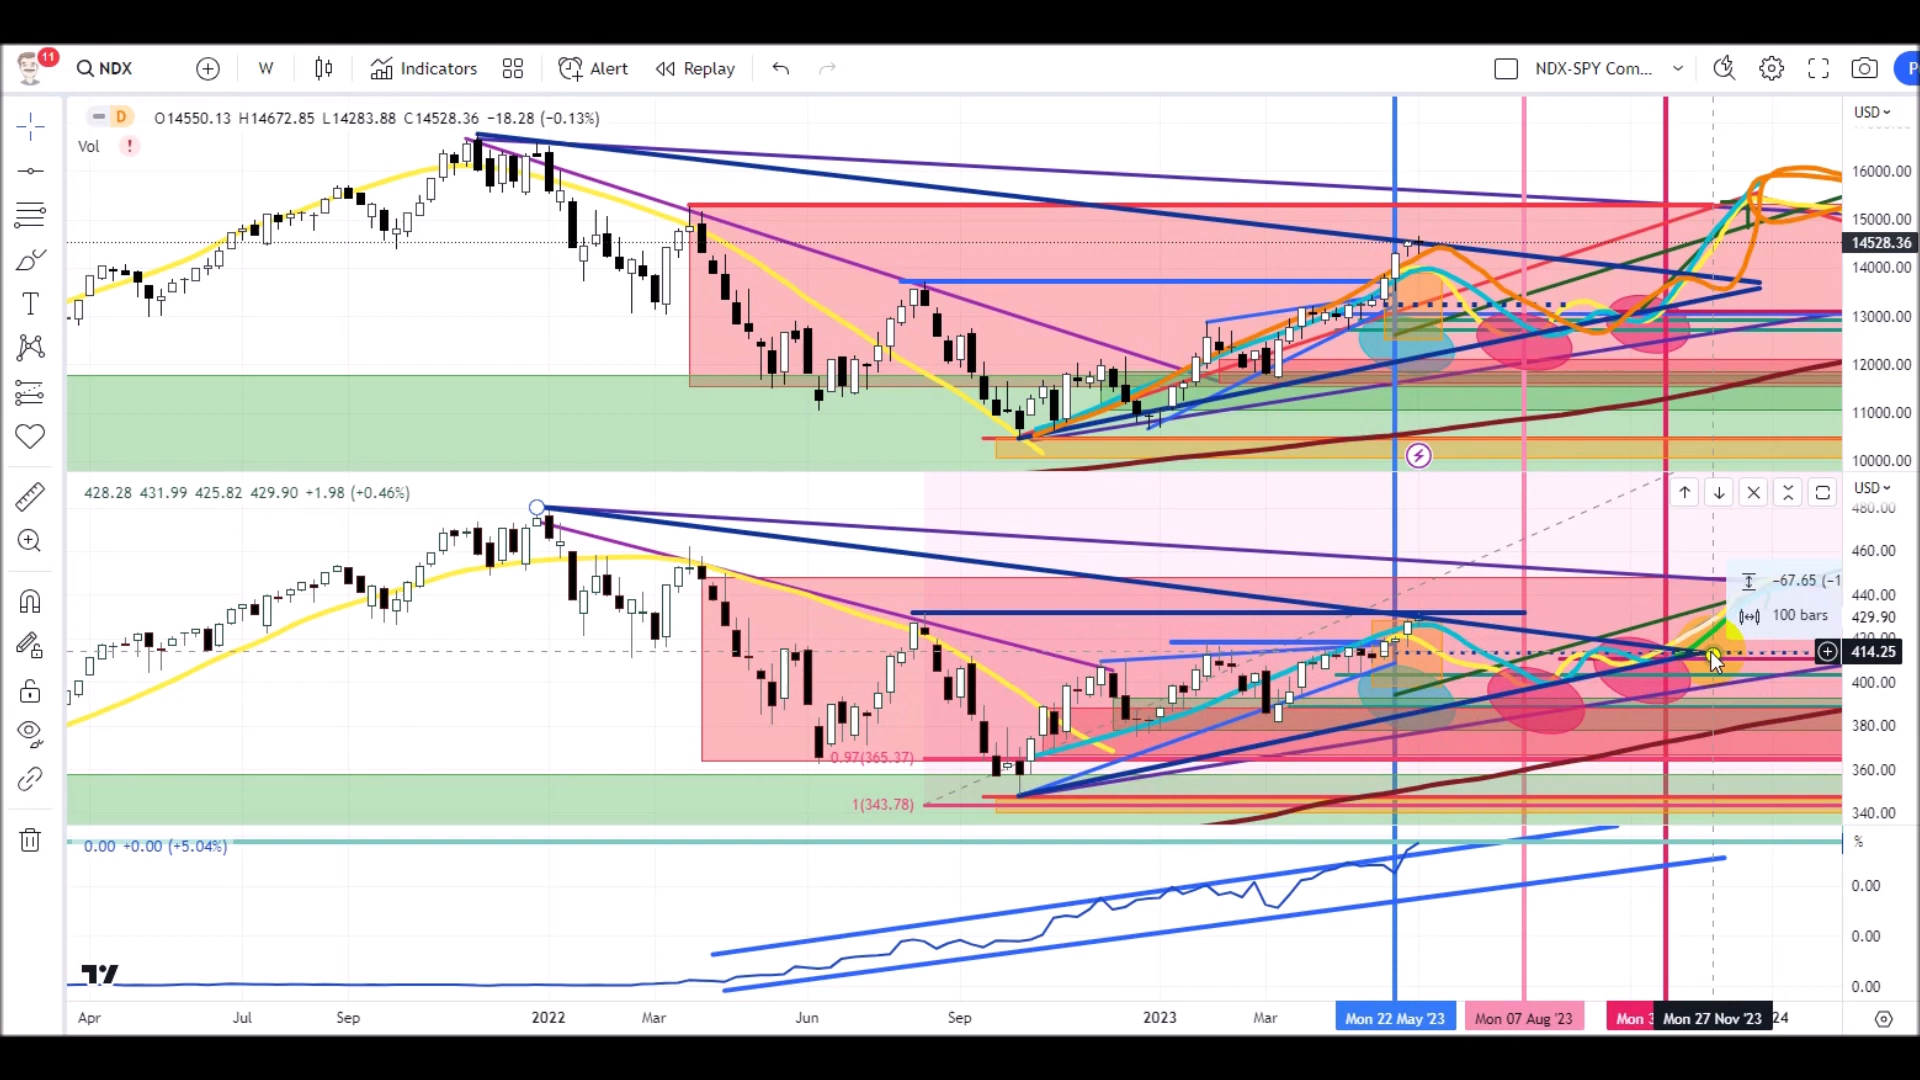 11
NDX
W
Indicators
Alert
Replay
NDX-SPY Com...
D
O14550.13 H14672.85 L14283.88 C14528.36 −18.28 (−0.13%)
Vol
!
USD
16000.00
15000.00
14528.36
14000.00
13000.00
12000.00
11000.00
10000.00
428.28 431.99 425.82 429.90 +1.98 (+0.46%)
USD
480.00
460.00
−67.65 (−1
440.00
100 bars
429.90
420.00
414.25
400.00
380.00
0.97(365.37)
360.00
1(343.78)
340.00
0.00 +0.00 (+5.04%)
%
0.00
0.00
0.00
Apr
Jul
Sep
2022
Mar
Jun
Sep
2023
Mar
Mon 22 May '23
Mon 07 Aug '23
Mon
Mon 27 Nov '23
24